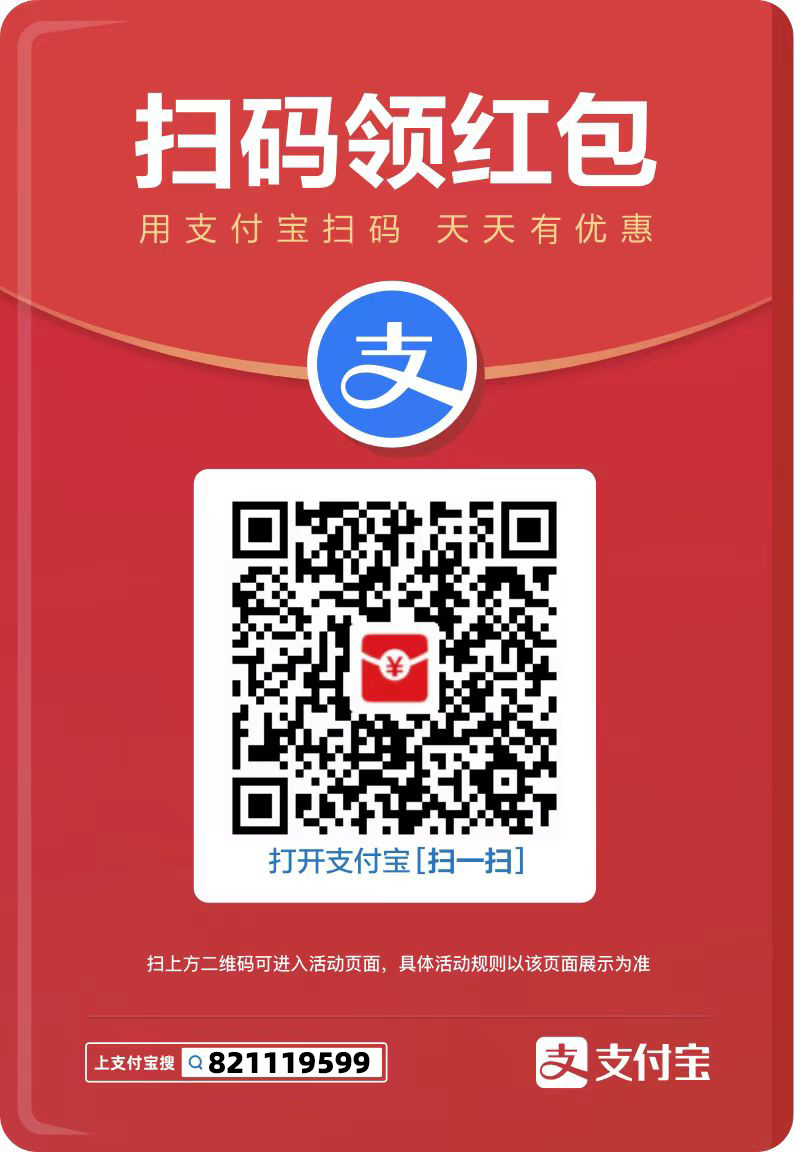 扫码领红包
用支付宝扫码 天天有优惠
支
¥
打开支付宝[扫一扫]
扫上方二维码可进入活动页面，具体活动规则以该页面展示为准
上支付宝搜 821119599
支 支付宝